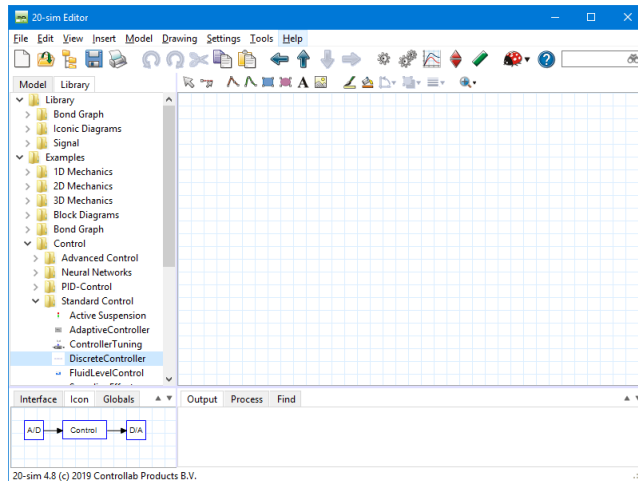 20-sim Editor
File Edit View Insert Model Drawing Settings Tools Help
Model Library
A
Library
Bond Graph
Iconic Diagrams
Signal
Examples
1D Mechanics
2D Mechanics
3D Mechanics
Block Diagrams
Bond Graph
Control
Advanced Control
Neural Networks
PID-Control
Standard Control
Active Suspension
AdaptiveController
ControllerTuning
DiscreteController
FluidLevelControl
Interface Icon Globals
Output Process Find
A/D Control D/A
20-sim 4.8 (c) 2019 Controllab Products B.V.